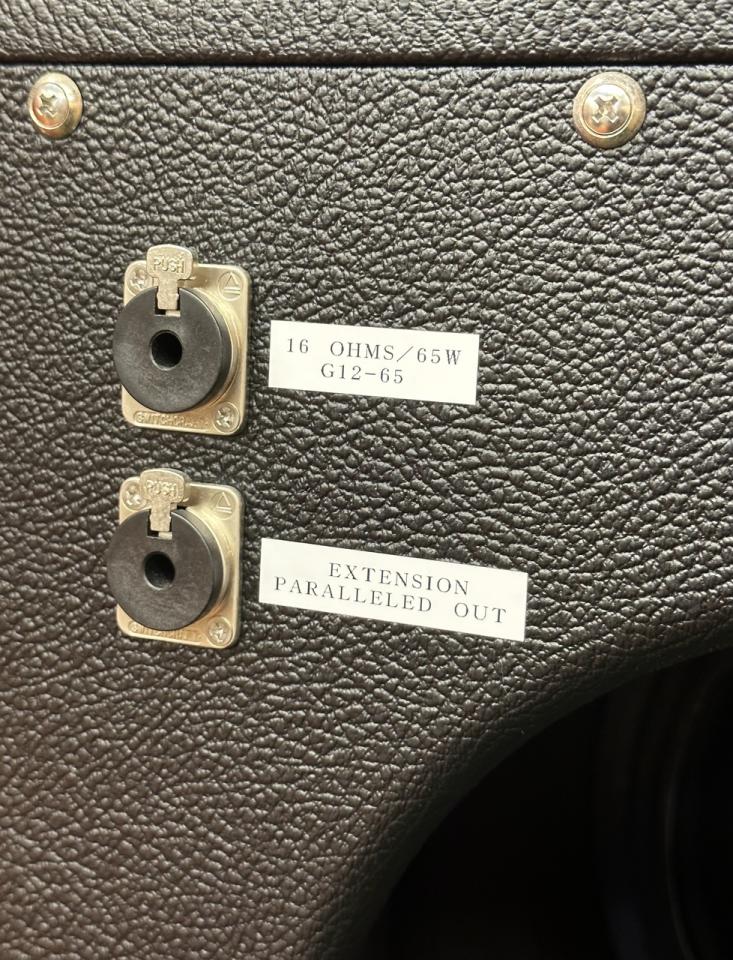 PUSH
16 OHMS/65W
G12-65
PUSH
EXTENSION
PARALLELED OUT